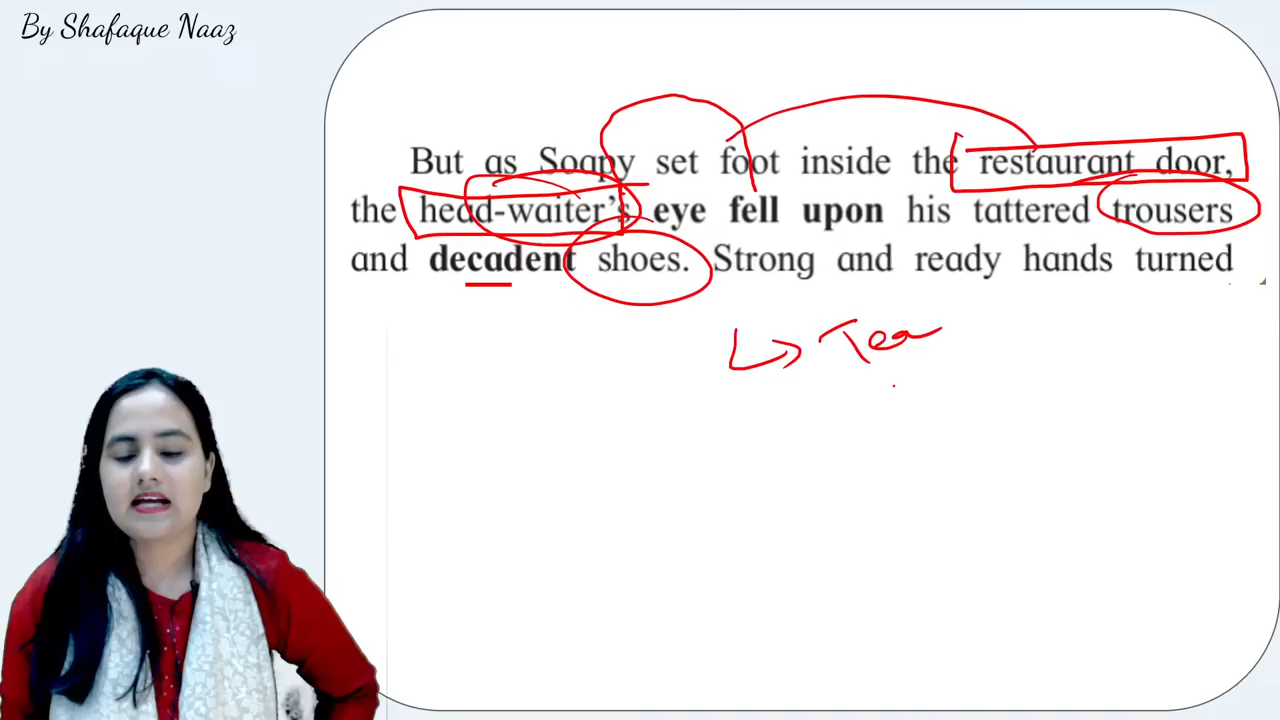 By Shafaque Naaz
But as Soapy set foot inside the restaurant door,
the head-waiter's eye fell upon his tattered trousers
and decadent shoes. Strong and ready hands turned